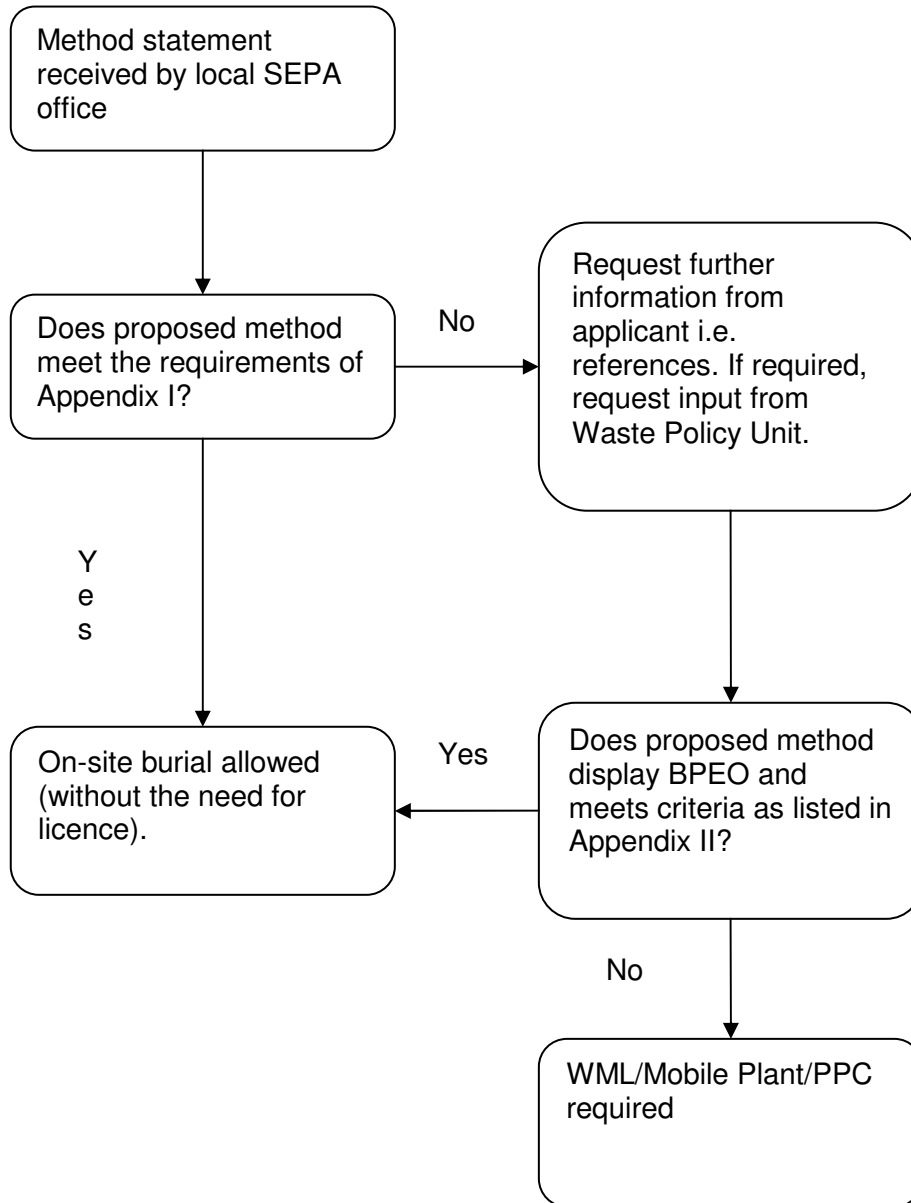 Method statement
received by local SEPA
office
Does proposed method
meet the requirements of
Appendix I?
No
Request further
information from
applicant i.e.
references. If required,
request input from
Waste Policy Unit.
Y
e
s
On-site burial allowed
(without the need for
licence).
Yes
Does proposed method
display BPEO and
meets criteria as listed in
Appendix II?
No
WML/Mobile Plant/PPC
required